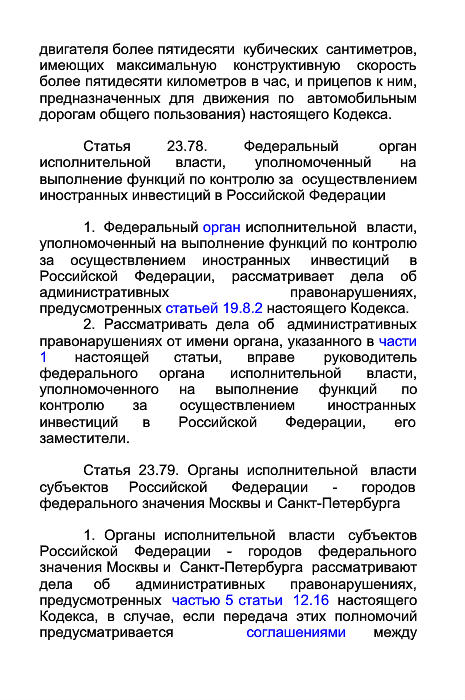 двигателя более пятидесяти кубических сантиметров,
имеющих максимальную конструктивную скорость
более пятидесяти километров в час, и прицепов к ним,
предназначенных для движения по автомобильным
дорогам общего пользования) настоящего Кодекса.
Статья 23.78. Федеральный орган
исполнительной власти, уполномоченный на
выполнение функций по контролю за осуществлением
иностранных инвестиций в Российской Федерации
1. Федеральный орган исполнительной власти,
уполномоченный на выполнение функций по контролю
за осуществлением иностранных инвестиций в
Российской Федерации, рассматривает дела об
административных правонарушениях,
предусмотренных статьей 19.8.2 настоящего Кодекса.
2. Рассматривать дела об административных
правонарушениях от имени органа, указанного в части
1 настоящей статьи, вправе руководитель
федерального органа исполнительной власти,
уполномоченного на выполнение функций по
контролю за осуществлением иностранных
инвестиций в Российской Федерации, его
заместители.
Статья 23.79. Органы исполнительной власти
субъектов Российской Федерации - городов
федерального значения Москвы и Санкт-Петербурга
1. Органы исполнительной власти субъектов
Российской Федерации - городов федерального
значения Москвы и Санкт-Петербурга рассматривают
дела об административных правонарушениях,
предусмотренных частью 5 статьи 12.16 настоящего
Кодекса, в случае, если передача этих полномочий
предусматривается соглашениями между